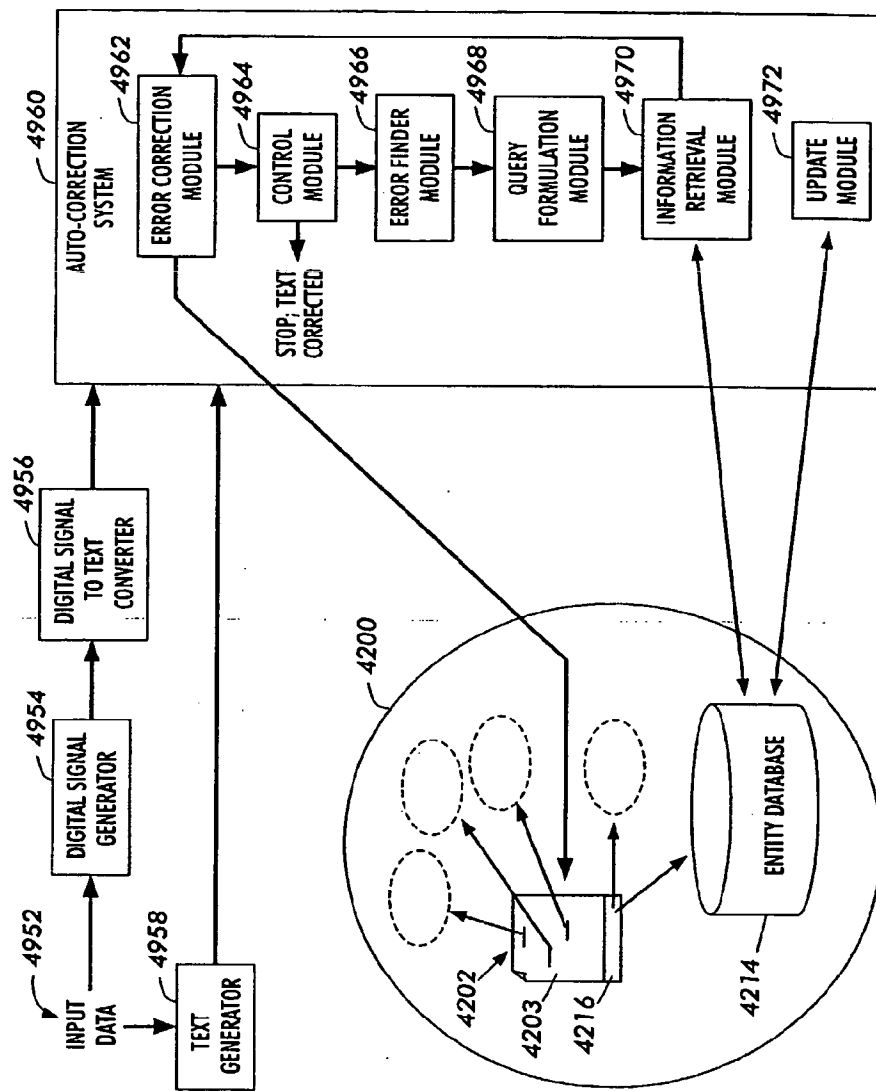 4952
INPUT
DATA
4954
DIGITAL SIGNAL
GENERATOR
4956
DIGITAL SIGNAL
TO TEXT
CONVERTER
4958
TEXT
GENERATOR
4960
AUTO-CORRECTION
SYSTEM
4962
ERROR CORRECTION
MODULE
4964
CONTROL
MODULE
STOP; TEXT
CORRECTED
4966
ERROR FINDER
MODULE
4968
QUERY
FORMULATION
MODULE
4970
INFORMATION
RETRIEVAL
MODULE
4972
UPDATE
MODULE
4200
4202
4203
4216
4214
ENTITY DATABASE